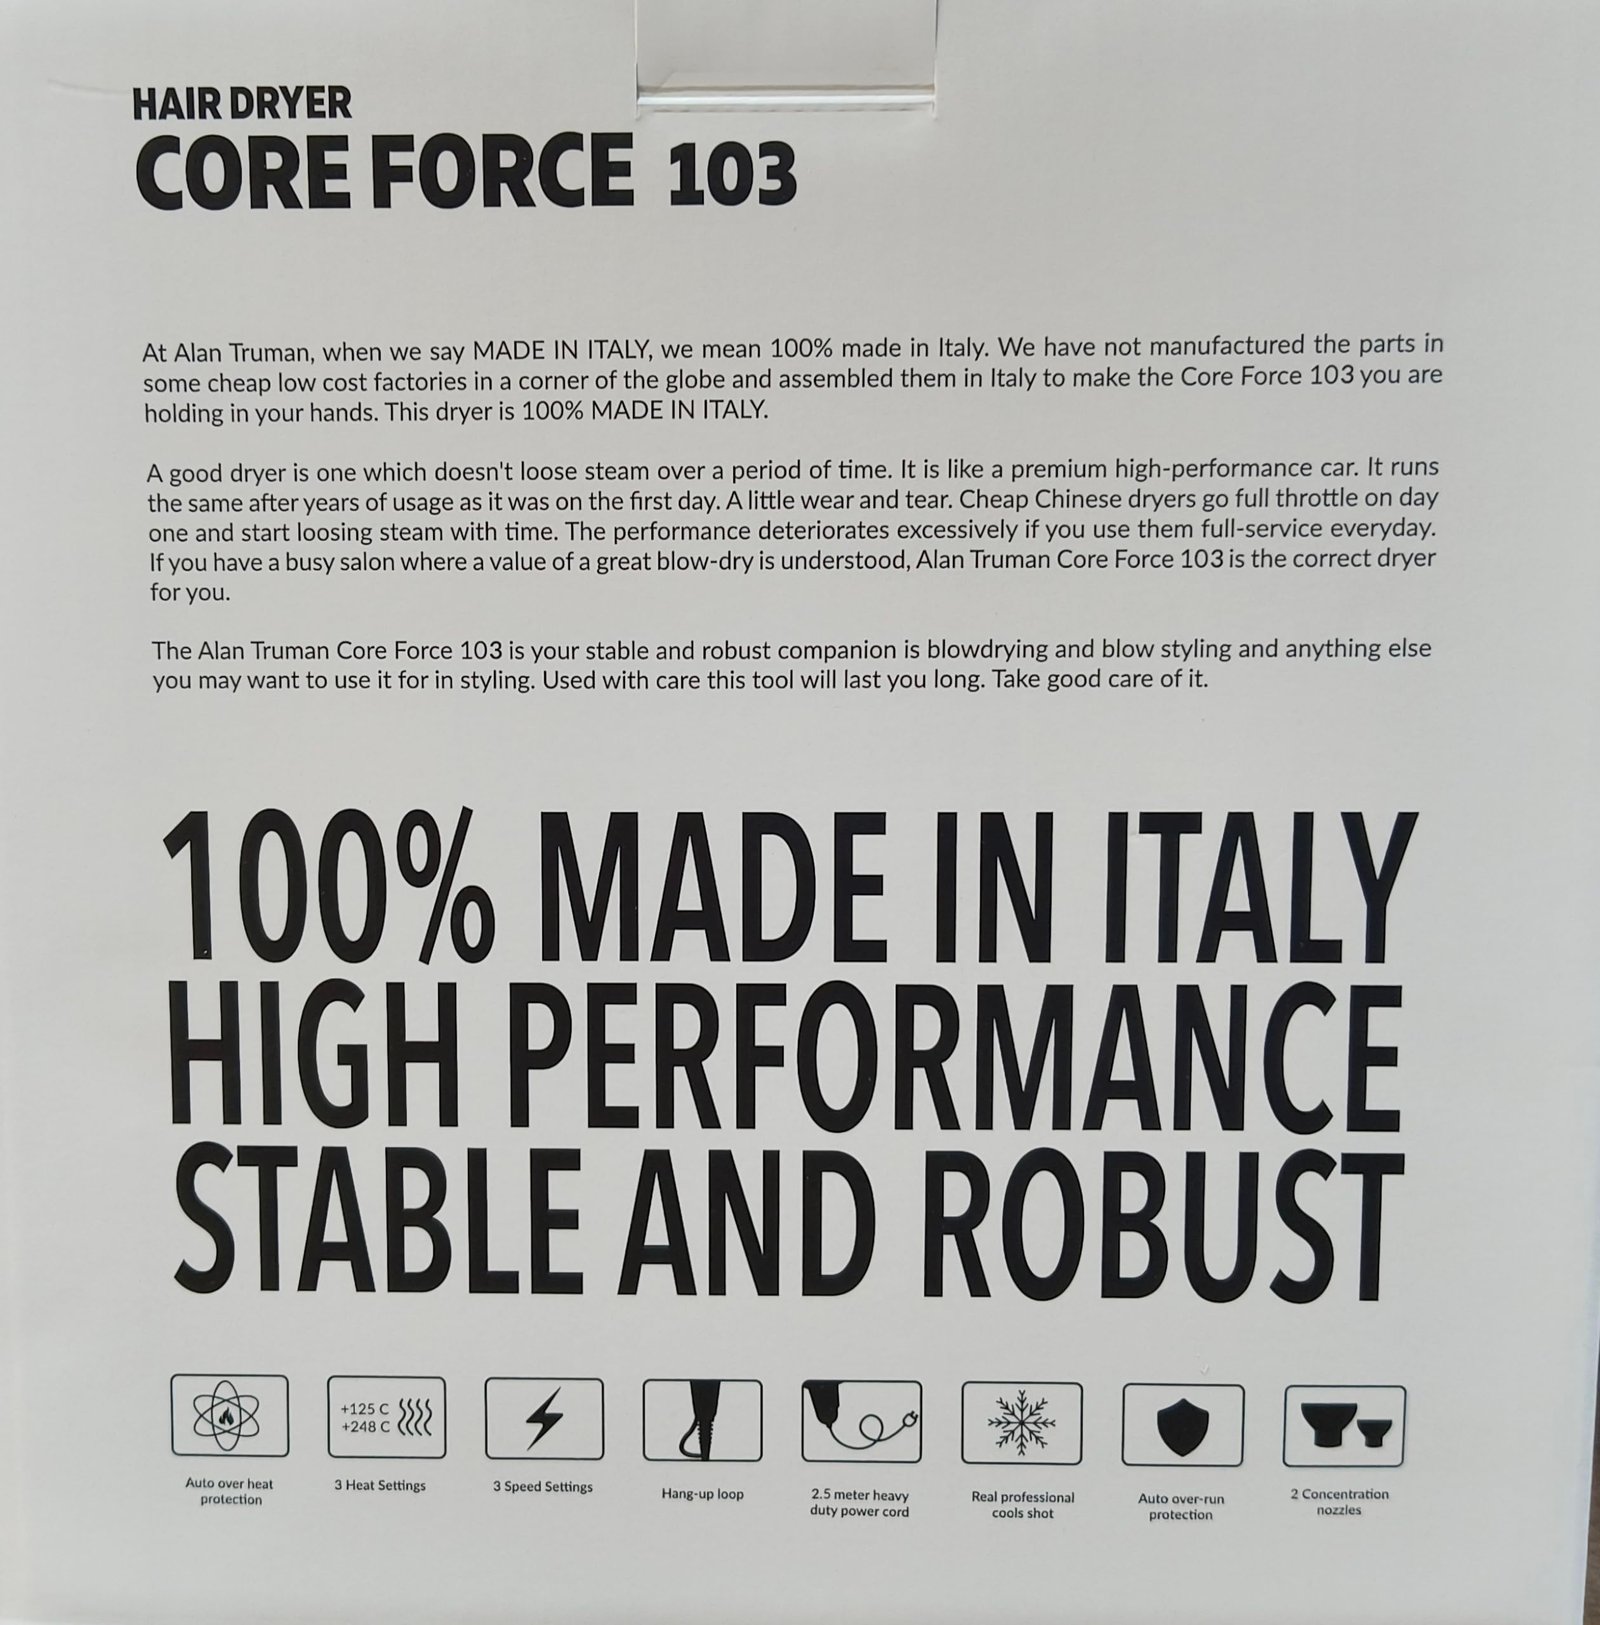 HAIR DRYER
CORE FORCE 103
At Alan Truman, when we say MADE IN ITALY, we mean 100% made in Italy. We have not manufactured the parts in
some cheap low cost factories in a corner of the globe and assembled them in Italy to make the Core Force 103 you are
holding in your hands. This dryer is 100% MADE IN ITALY.
A good dryer is one which doesn't loose steam over a period of time. It is like a premium high-performance car. It runs
the same after years of usage as it was on the first day. A little wear and tear. Cheap Chinese dryers go full throttle on day
one and start loosing steam with time. The performance deteriorates excessively if you use them full-service everyday.
If you have a busy salon where a value of a great blow-dry is understood, Alan Truman Core Force 103 is the correct dryer
for you.
The Alan Truman Core Force 103 is your stable and robust companion is blowdrying and blow styling and anything else
you may want to use it for in styling. Used with care this tool will last you long. Take good care of it.
100% MADE IN ITALY
HIGH PERFORMANCE
STABLE AND ROBUST
+125 C
+248 C
Auto over heat
protection
3 Heat Settings
3 Speed Settings
Hang-up loop
2.5 meter heavy
duty power cord
Real professional
cools shot
Auto over-run
protection
2 Concentration
nozzles